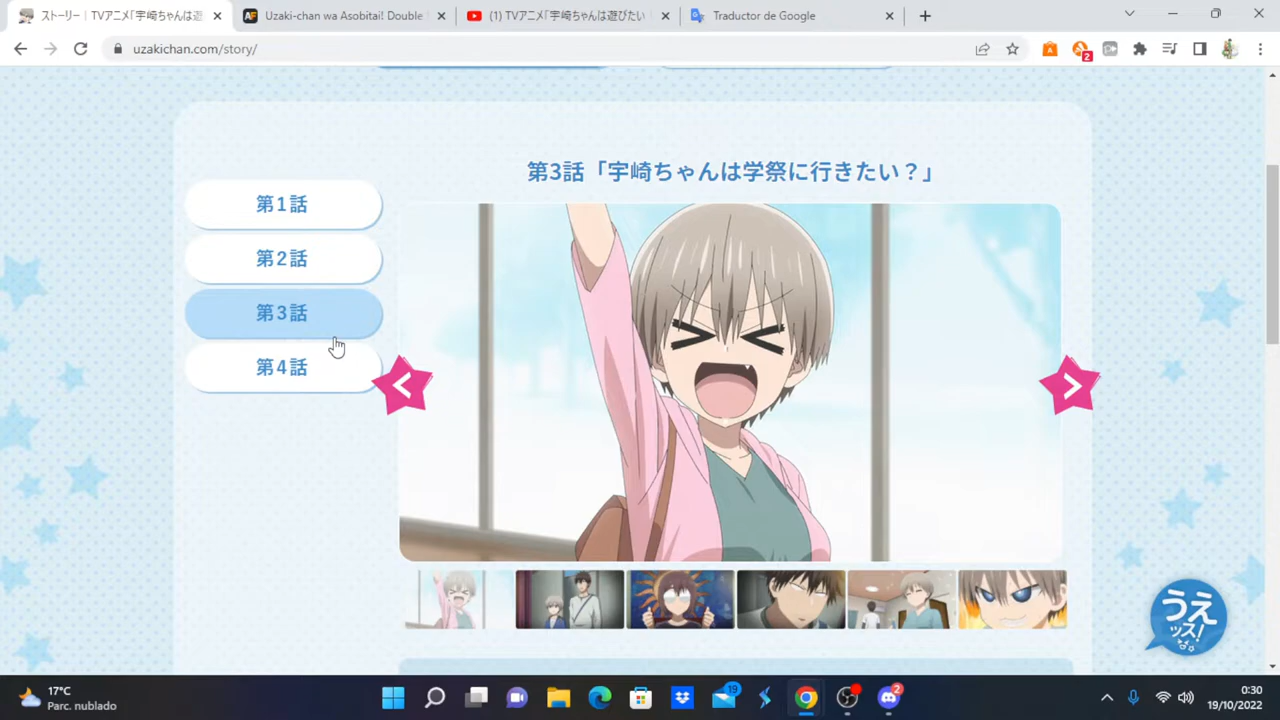 ストーリー｜TVアニメ「宇崎ちゃんは遊
Uzaki-chan wa Asobitai! Double
(1) TVアニメ「宇崎ちゃんは遊びたい
Traductor de Google
uzakichan.com/story/
2
第3話「宇崎ちゃんは学祭に行きたい？」
第1話
第2話
第3話
第4話
うえ
ッス!
17°C
Parc. nublado
19
2
0:30
19/10/2022